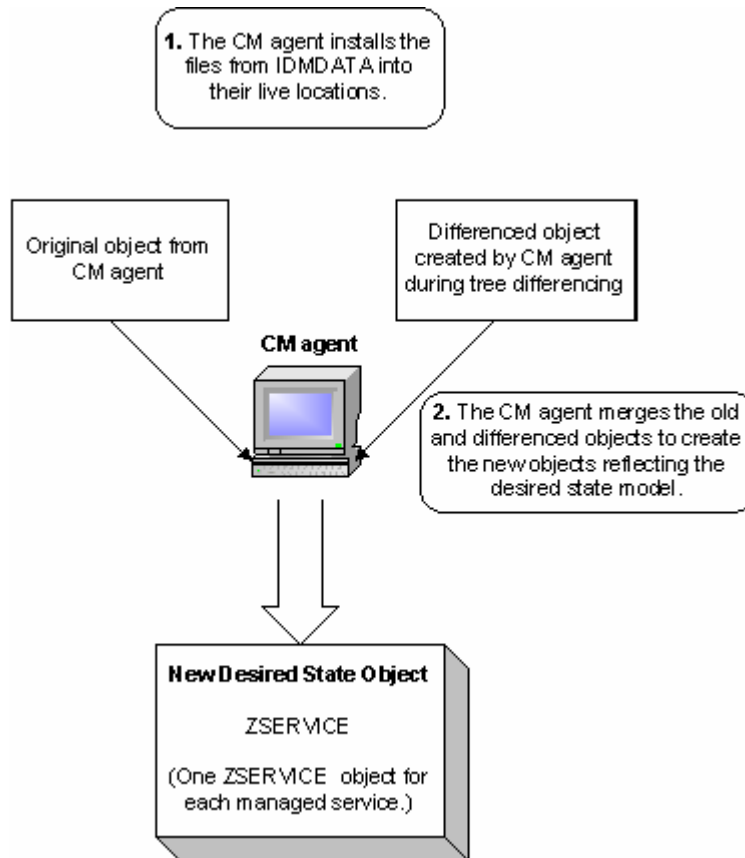 1. The CM agent installs the
files from IDMDATA into
their live locations.
Original object from
CM agent
Differenced object
created by CM agent
during tree differencing
CM agent
2. The CM agent merges the old
and differenced objects to create
the new objects reflecting the
desired state model.
New Desired State Object
ZSERVICE
(One ZSERVICE object for
each managed service.)